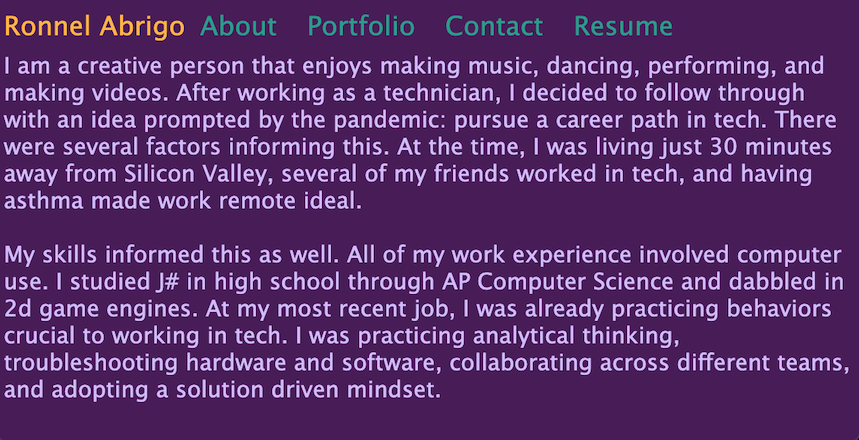 Ronnel Abrigo About Portfolio Contact Resume
I am a creative person that enjoys making music, dancing, performing, and
making videos. After working as a technician, I decided to follow through
with an idea prompted by the pandemic: pursue a career path in tech. There
were several factors informing this. At the time, I was living just 30 minutes
away from Silicon Valley, several of my friends worked in tech, and having
asthma made work remote ideal.
My skills informed this as well. All of my work experience involved computer
use. I studied J# in high school through AP Computer Science and dabbled in
2d game engines. At my most recent job, I was already practicing behaviors
crucial to working in tech. I was practicing analytical thinking,
troubleshooting hardware and software, collaborating across different teams,
and adopting a solution driven mindset.